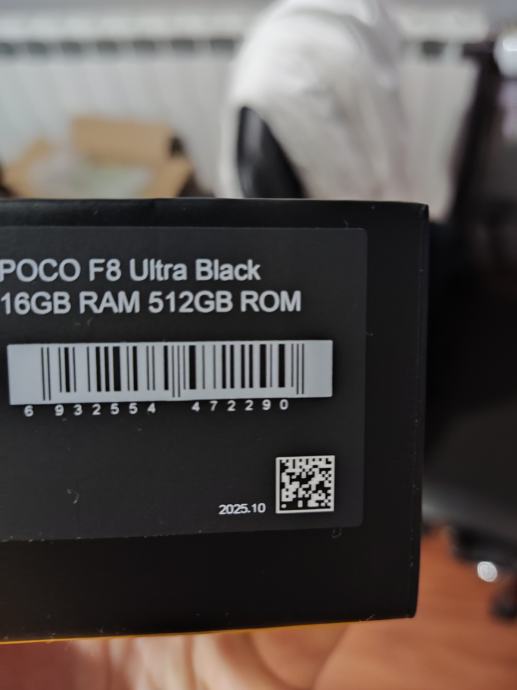 POCO F8 Ultra Black
16GB RAM 512GB ROM
6 932554 472290
2025.10